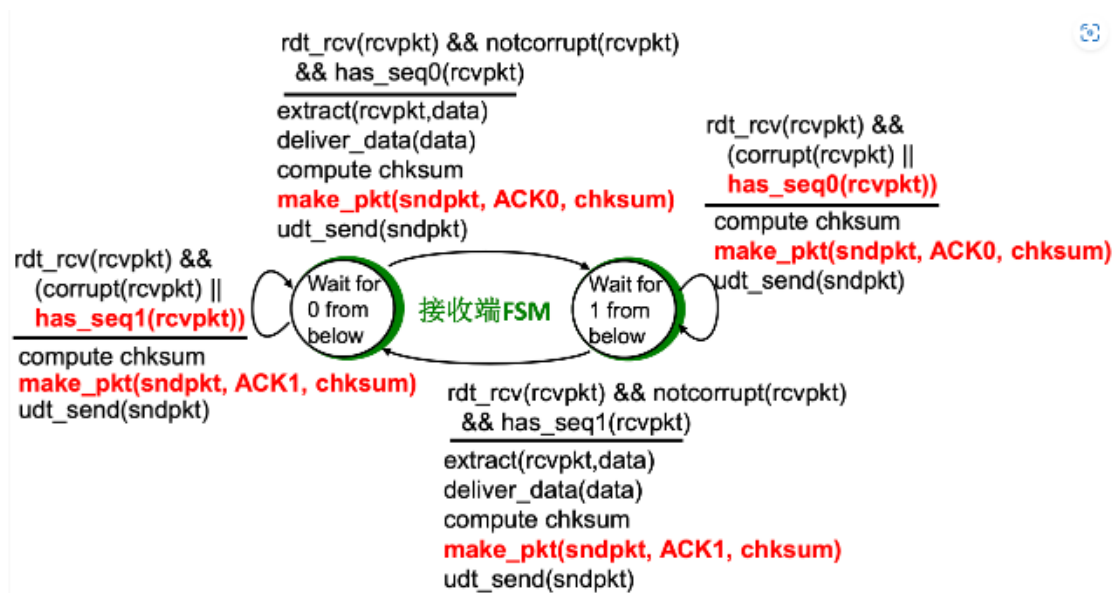 rdt_rcv(rcvpkt) && notcorrupt(rcvpkt)
&& has_seq0(rcvpkt)
extract(rcvpkt,data)
deliver_data(data)
compute chksum
make_pkt(sndpkt, ACK0, chksum)
udt_send(sndpkt)
rdt_rcv(rcvpkt) &&
(corrupt(rcvpkt) ||
has_seq0(rcvpkt))
compute chksum
make_pkt(sndpkt, ACK0, chksum)
udt_send(sndpkt)
rdt_rcv(rcvpkt) &&
(corrupt(rcvpkt) ||
has_seq1(rcvpkt))
compute chksum
make_pkt(sndpkt, ACK1, chksum)
udt_send(sndpkt)
Wait for
0 from
below
接收端FSM
Wait for
1 from
below
rdt_rcv(rcvpkt) && notcorrupt(rcvpkt)
&& has_seq1(rcvpkt)
extract(rcvpkt,data)
deliver_data(data)
compute chksum
make_pkt(sndpkt, ACK1, chksum)
udt_send(sndpkt)